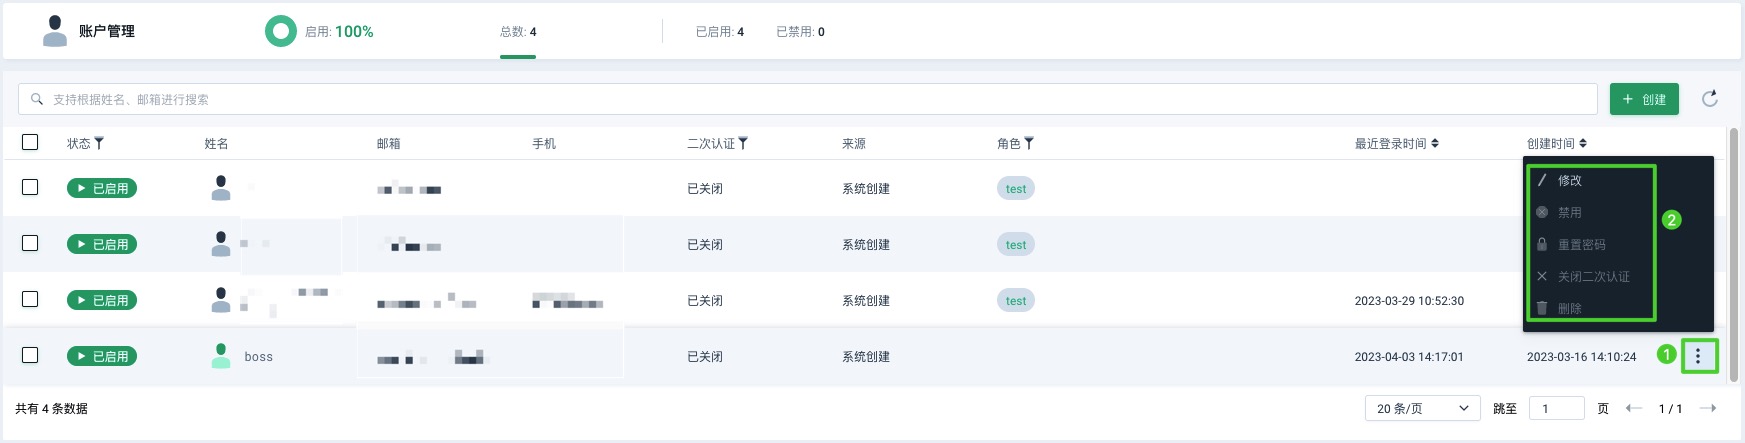 账户管理 启用: 100% 总数: 4 已启用: 4 已禁用: 0
支持根据姓名、邮箱进行搜索 + 创建
状态 姓名 邮箱 手机 二次认证 来源 角色 最近登录时间 创建时间
已启用 已关闭 系统创建 test
已启用 已关闭 系统创建 test
已启用 已关闭 系统创建 test 2023-03-29 10:52:30
已启用 boss 已关闭 系统创建 2023-04-03 14:17:01 2023-03-16 14:10:24
修改
禁用
重置密码
关闭二次认证
删除
2
1
共有 4 条数据 20 条/页 跳至 1 页 1 / 1